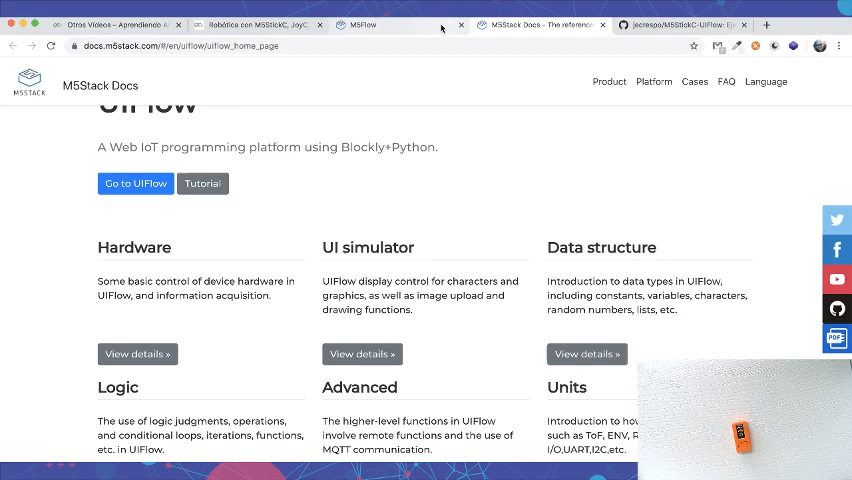 Otros Vídeos – Aprendiendo A
Robótica con M5StickC, JoyC,
M5Flow
M5Stack Docs - The reference
jecrespo/M5StickC-UIFlow: Eje
docs.m5stack.com/#/en/uiflow/uiflow_home_page
M5STACK
M5Stack Docs
Product
Platform
Cases
FAQ
Language
UIFlow
A Web IoT programming platform using Blockly+Python.
Go to UIFlow
Tutorial
Hardware
Some basic control of device hardware in
UIFlow, and information acquisition.
View details »
UI simulator
UIFlow display control for characters and
graphics, as well as image upload and
drawing functions.
View details »
Data structure
Introduction to data types in UIFlow,
including constants, variables, characters,
random numbers, lists, etc.
View details »
Logic
The use of logic judgments, operations,
and conditional loops, iterations, functions,
etc. in UIFlow.
Advanced
The higher-level functions in UIFlow
involve remote functions and the use of
MQTT communication.
Units
Introduction to how
such as ToF, ENV, R
I/O,UART,I2C,etc.
PDF